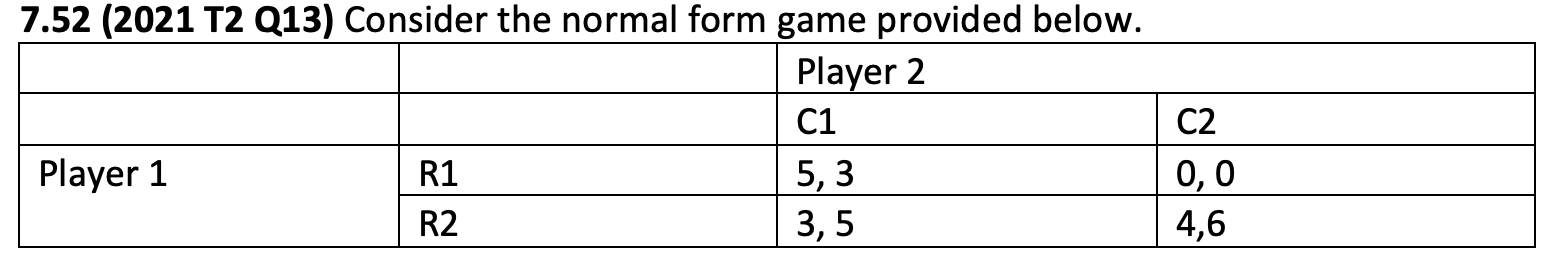 7.52 (2021 T2 Q13) Consider the normal form game provided below.
Player 2
C1 C2
Player 1 R1 5, 3 0, 0
R2 3, 5 4,6